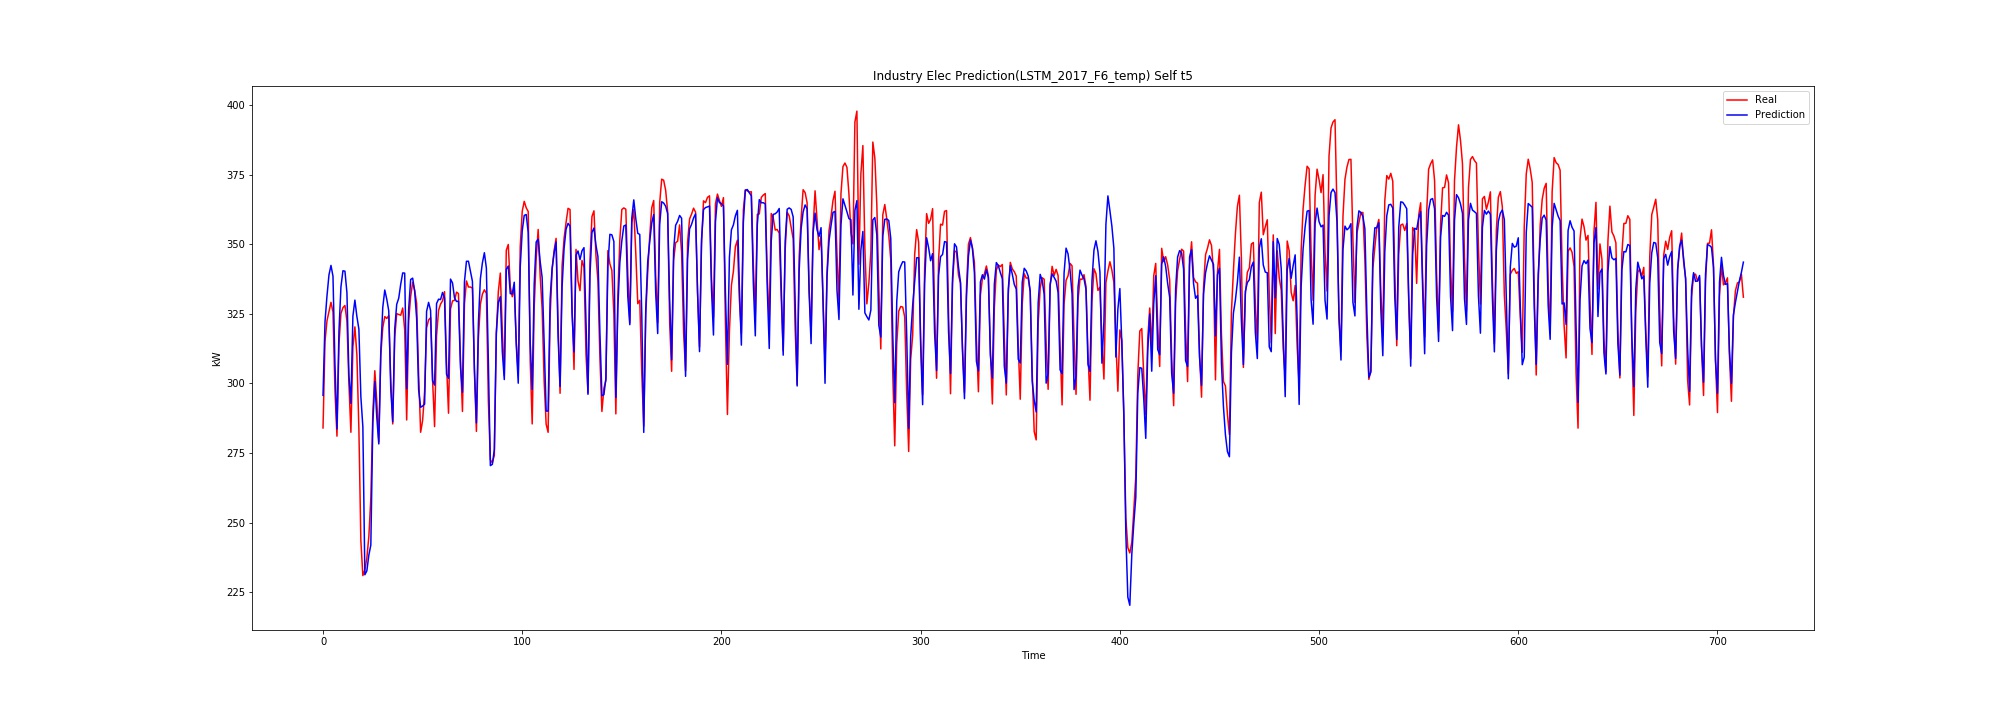 Industry Elec Prediction(LSTM_2017_F6_temp) Self t5
Real
Prediction
400
375
350
325
300
275
250
225
kW
0 100 200 300 400 500 600 700
Time